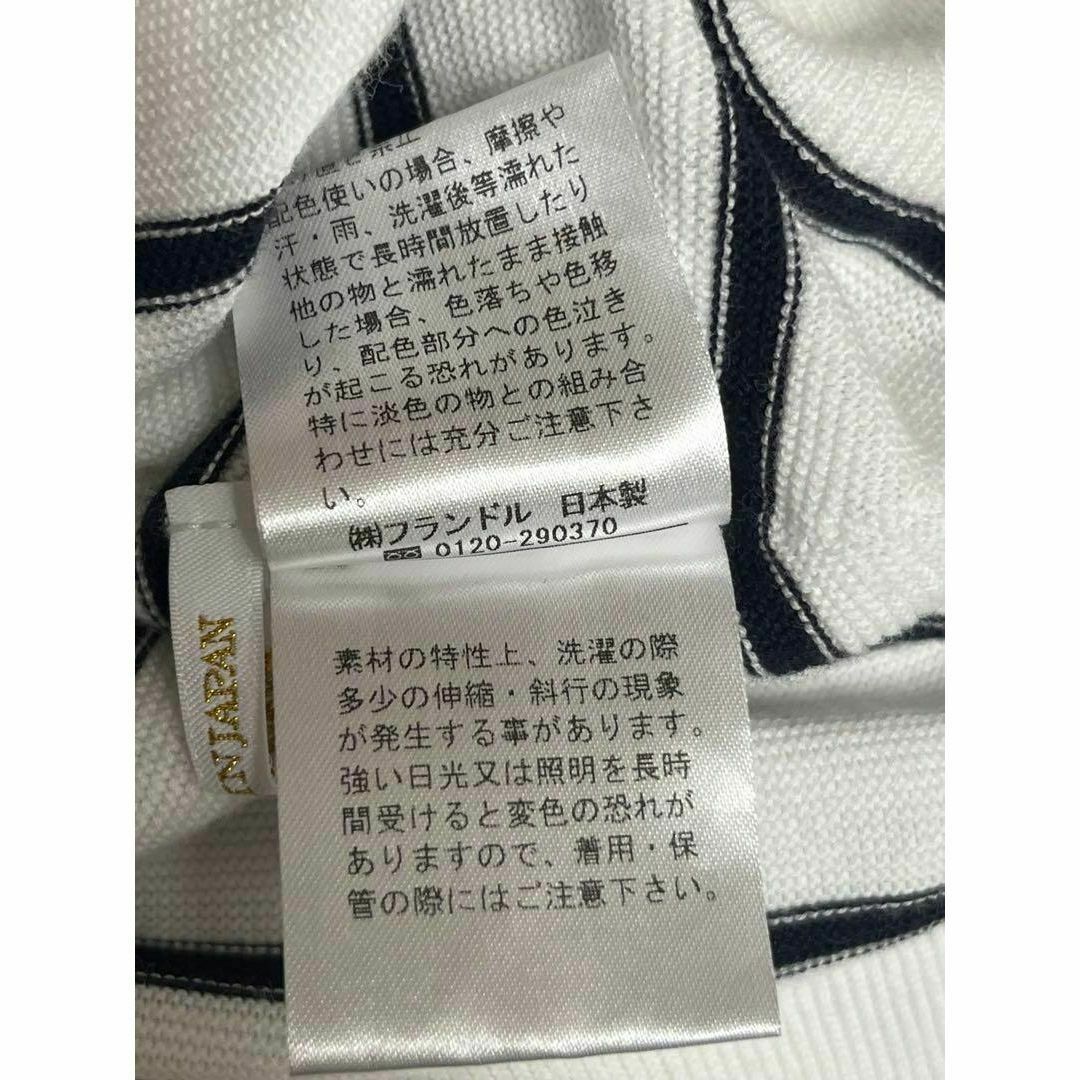 配色使いの場合、摩擦や
汗・雨、洗濯後等濡れた
状態で長時間放置したり
他の物と濡れたまま接触
した場合、色落ちや色移
り、配色部分への色泣き
が起こる恐れがあります。
特に淡色の物との組み合
わせには充分ご注意下さ
い。
㈱フランドル 日本製
0120-290370
素材の特性上、洗濯の際
多少の伸縮・斜行の現象
が発生する事があります。
強い日光又は照明を長時
間受けると変色の恐れが
ありますので、着用・保
管の際にはご注意下さい。
N JAPAN